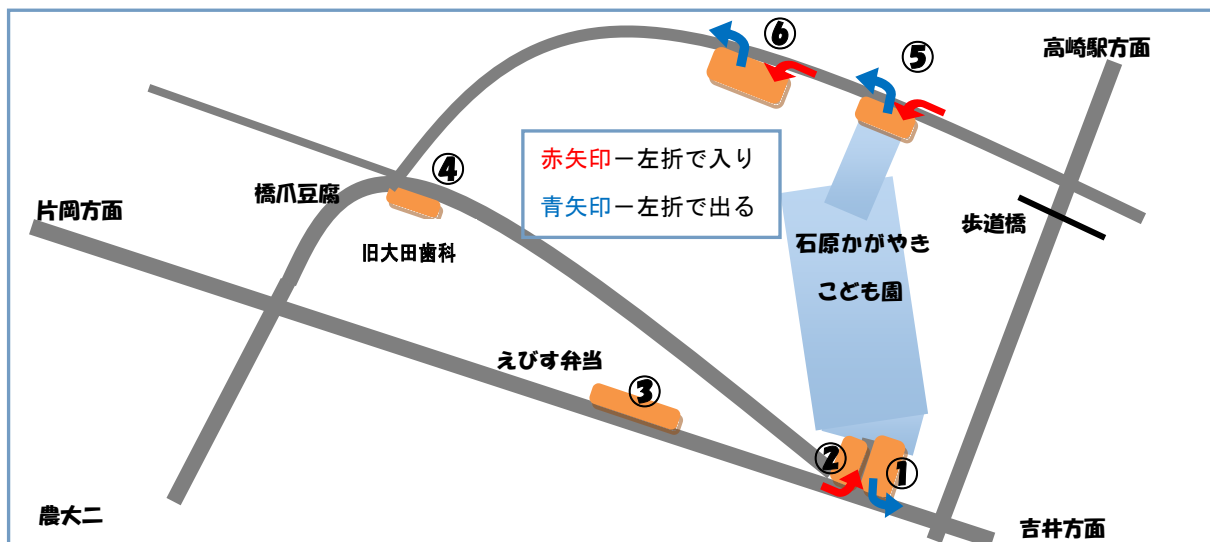 ⑥
⑤
高崎駅方面
赤矢印－左折で入り
青矢印－左折で出る
④
橋爪豆腐
片岡方面
旧大田歯科
歩道橋
石原かがやき
こども園
えびす弁当
③
②
①
農大二
吉井方面